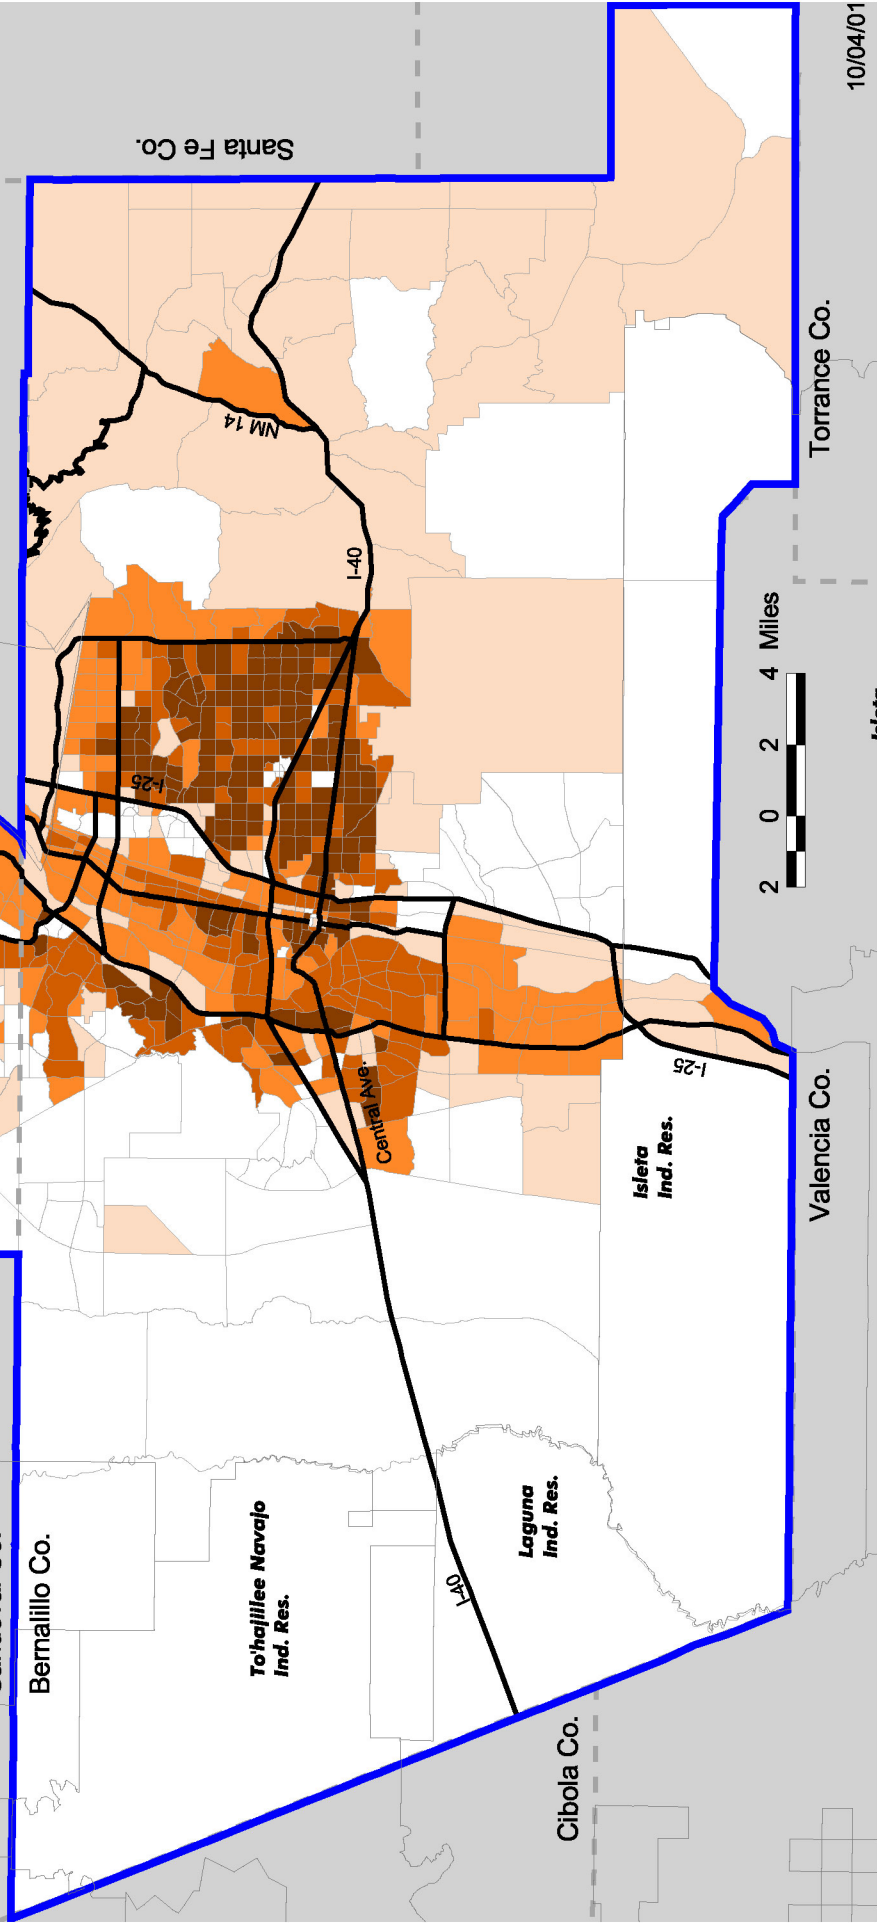 10/04/01
Santa Fe Co.
NM 14
I-40
Torrance Co.
I-25
2 0 2 4 Miles
Central Ave.
I-25
Isleta
Ind. Res.
Valencia Co.
Bernalillo Co.
To'hajiilee Navajo
Ind. Res.
Laguna
Ind. Res.
I-40
Cibola Co.